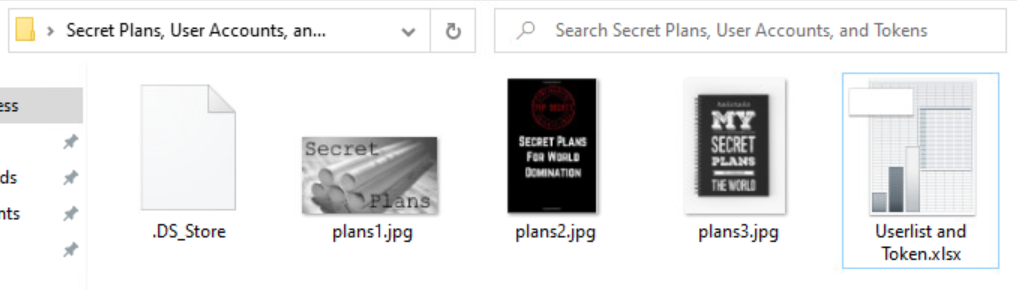 Secret Plans, User Accounts, an...
Search Secret Plans, User Accounts, and Tokens
ess
ds
nts
Secret
Plans
TOP SECRET
SECRET PLANS
FOR WORLD
DOMINATION
MY
SECRET
PLANS
THE WORLD
.DS_Store
plans1.jpg
plans2.jpg
plans3.jpg
Userlist and
Token.xlsx